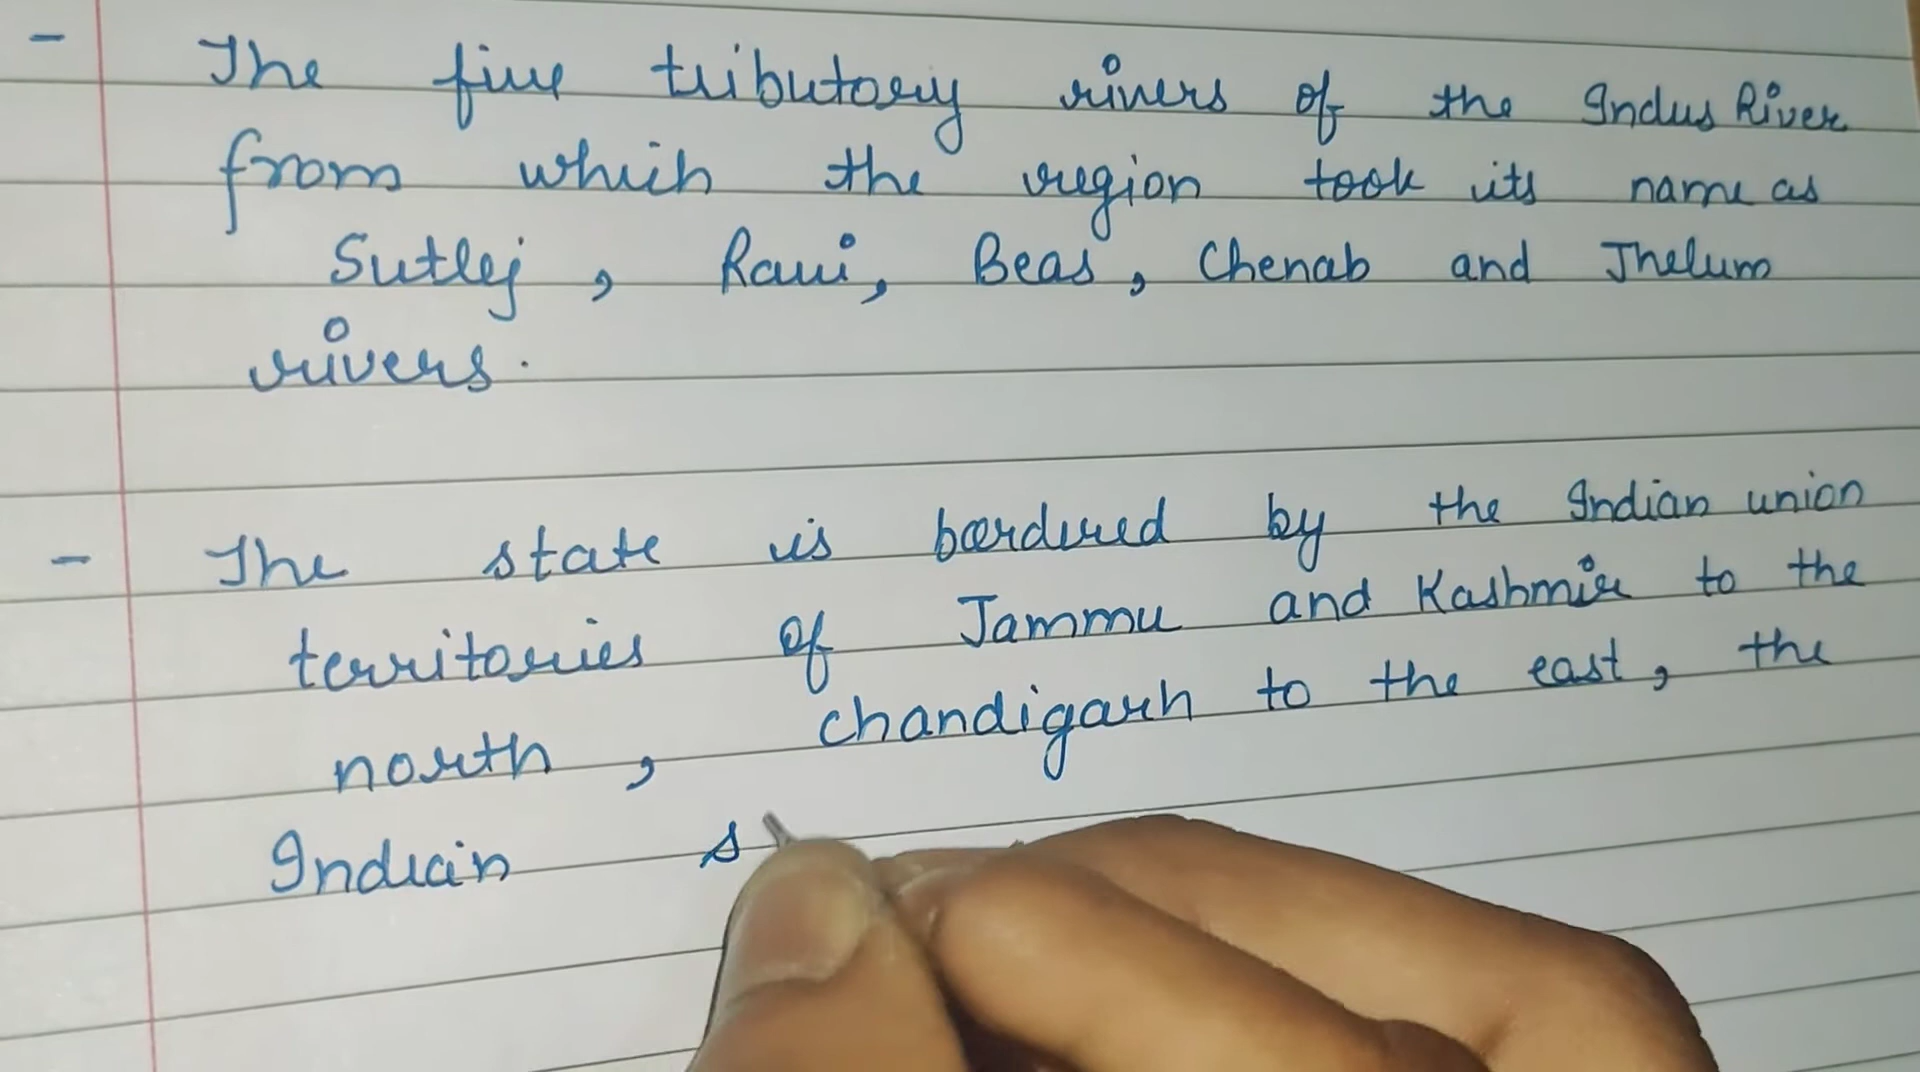 - The five tributory rivers of the Indus River
from which the region took its name as
Sutlej, Ravi, Beas, Chenab and Jhelum
rivers.
- The state is bordered by the Indian union
territories of Jammu and Kashmir to the
north, chandigarh to the east, the
Indian s